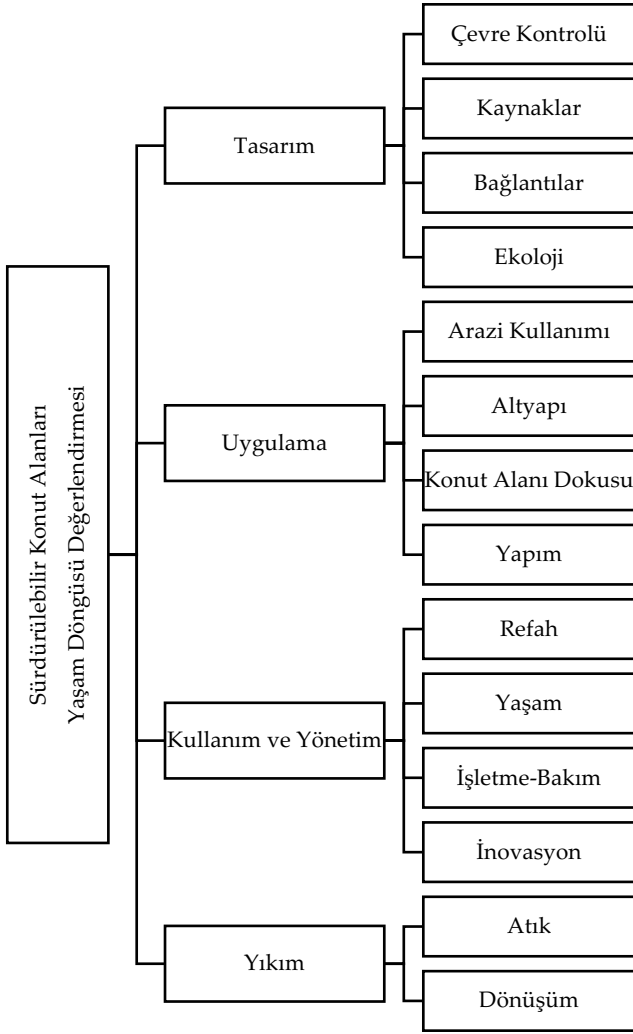 Sürdürülebilir Konut Alanları
Yaşam Döngüsü Değerlendirmesi
Tasarım
Çevre Kontrolü
Kaynaklar
Bağlantılar
Ekoloji
Uygulama
Arazi Kullanımı
Altyapı
Konut Alanı Dokusu
Yapım
Kullanım ve Yönetim
Refah
Yaşam
İşletme-Bakım
İnovasyon
Yıkım
Atık
Dönüşüm